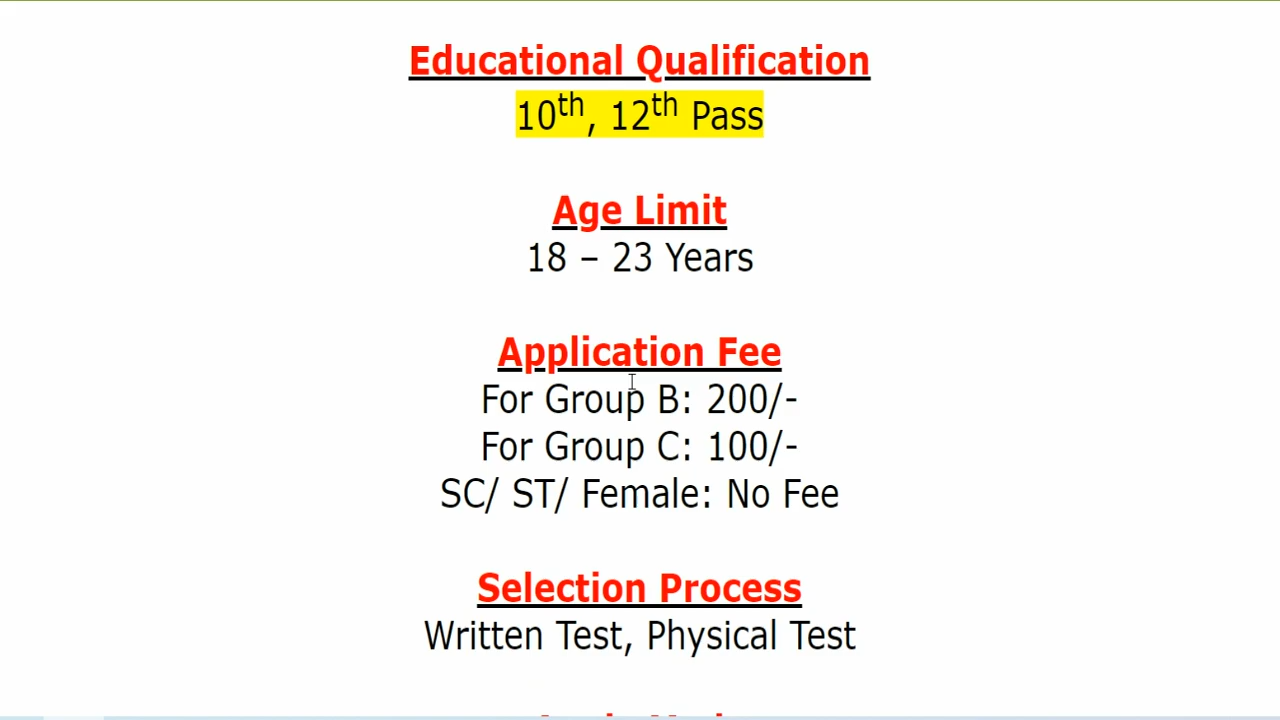 Educational Qualification
10th, 12th Pass
Age Limit
18 – 23 Years
Application Fee
For Group B: 200/-
For Group C: 100/-
SC/ ST/ Female: No Fee
Selection Process
Written Test, Physical Test